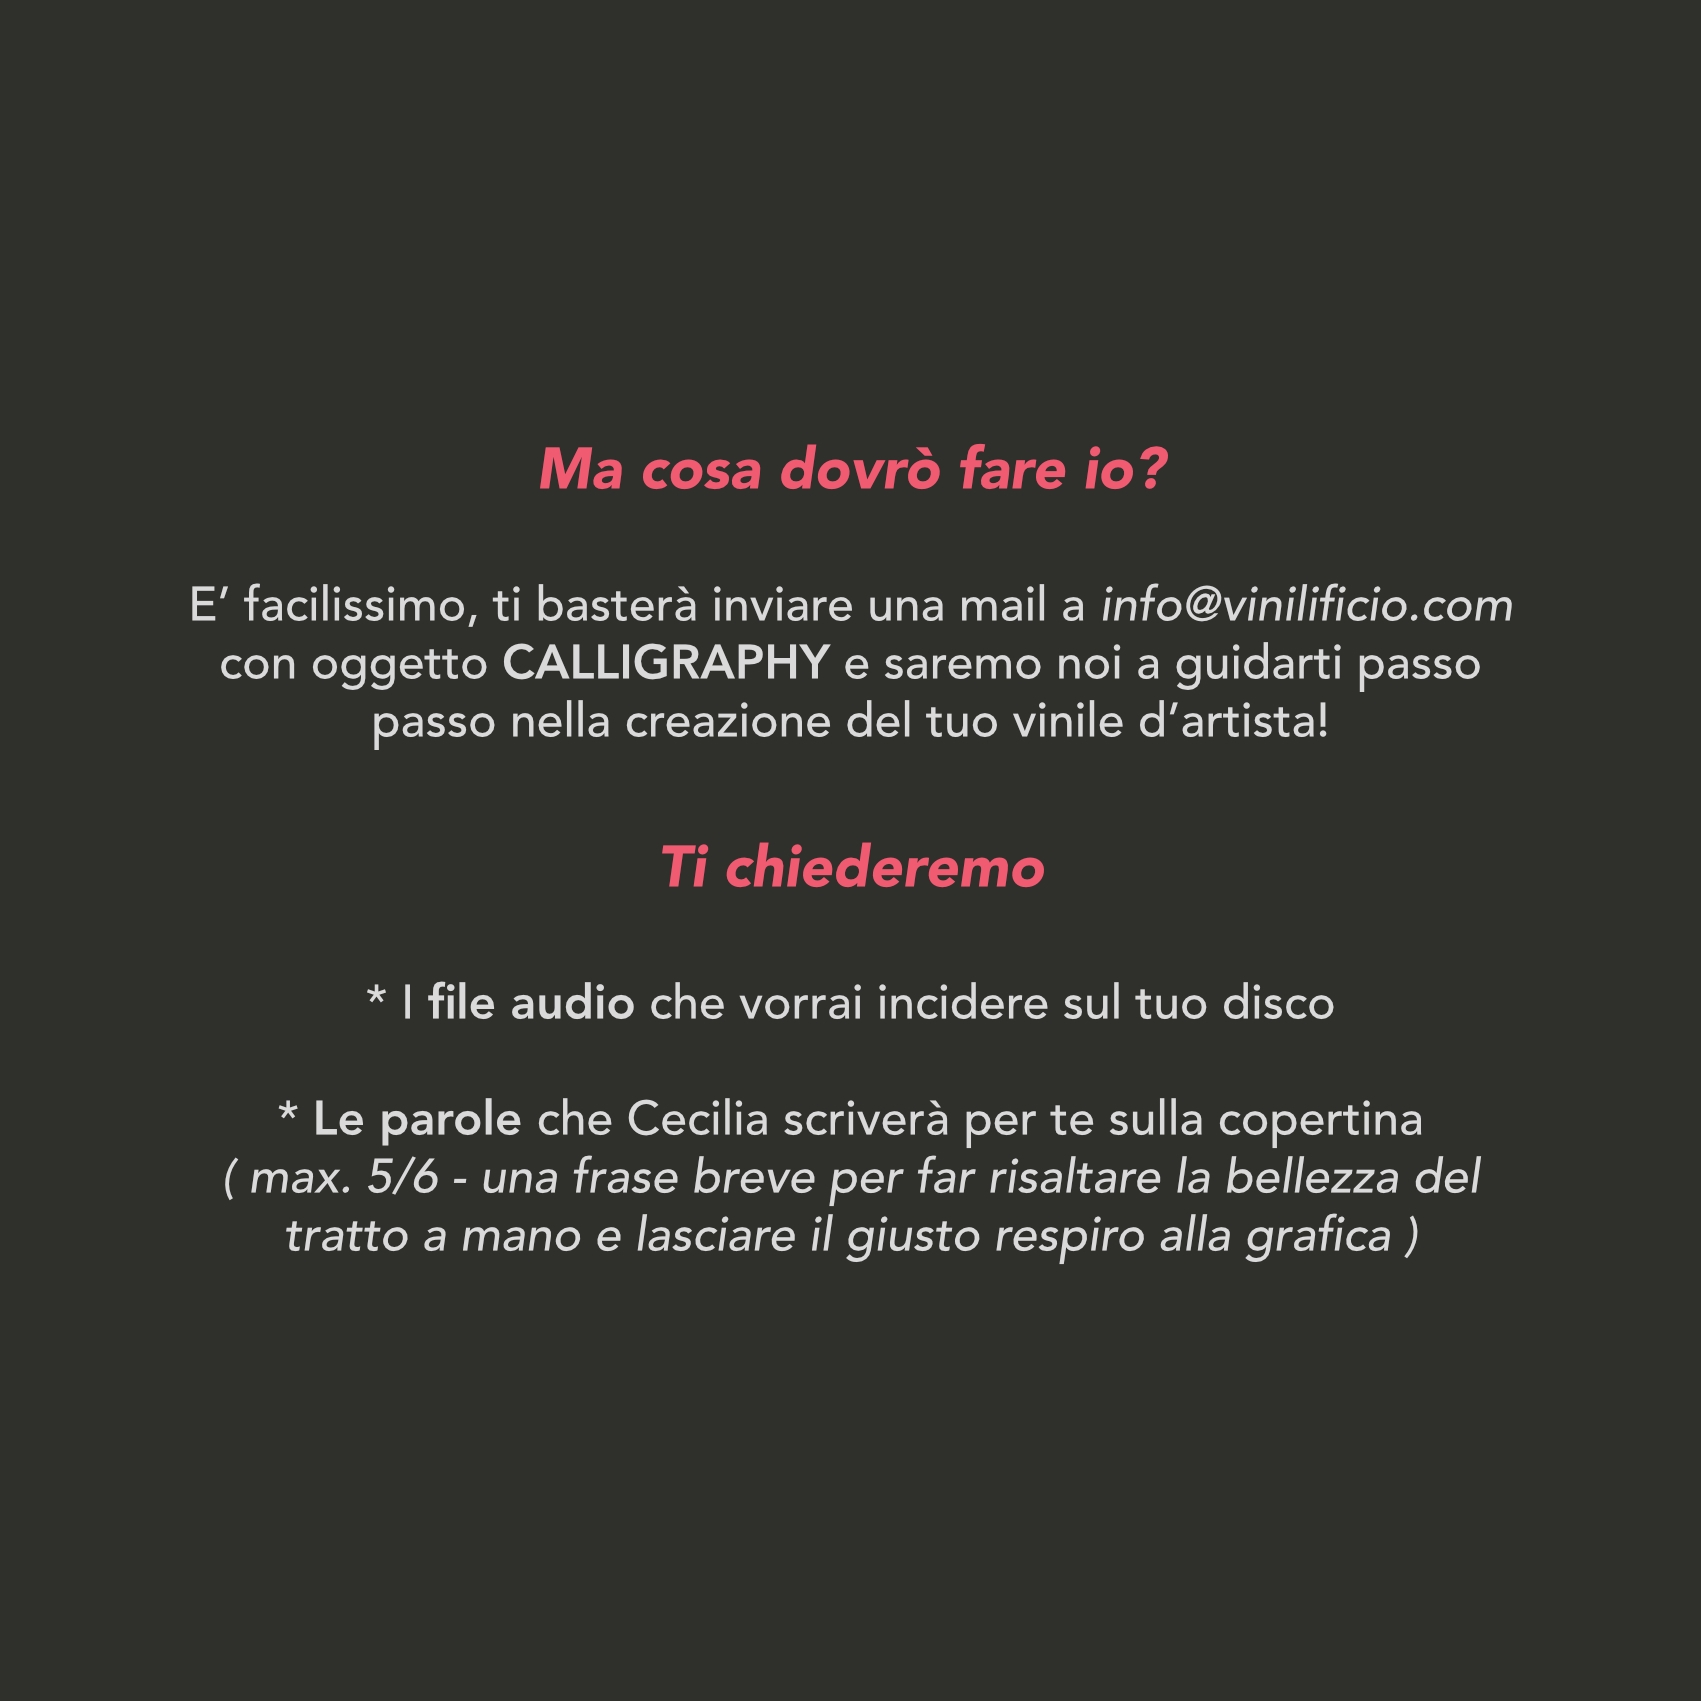 Ma cosa dovrò fare io?
E’ facilissimo, ti basterà inviare una mail a info@vinilificio.com
con oggetto CALLIGRAPHY e saremo noi a guidarti passo
passo nella creazione del tuo vinile d’artista!
Ti chiederemo
* I file audio che vorrai incidere sul tuo disco
* Le parole che Cecilia scriverà per te sulla copertina
( max. 5/6 - una frase breve per far risaltare la bellezza del
tratto a mano e lasciare il giusto respiro alla grafica )